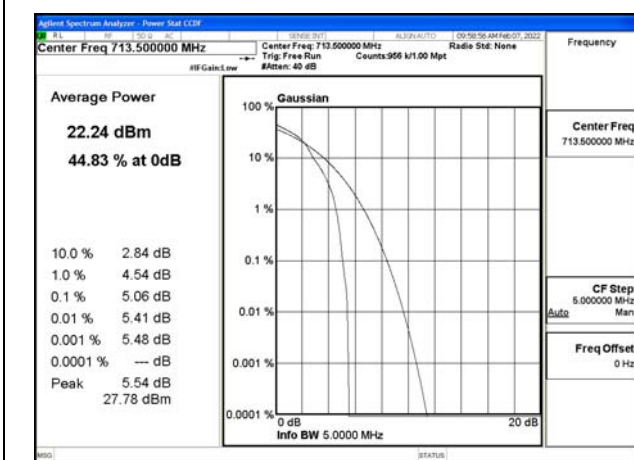 Agilent Spectrum Analyzer - Power Stat CCDF
RL RF 50 Ω AC SENSE:INT ALIGN AUTO 09:58:56 AM Feb 07, 2022
Center Freq 713.500000 MHz
Center Freq: 713.500000 MHz Radio Std: None
Trig: Free Run Counts:956 k/1.00 Mpt
#IFGain:Low #Atten: 40 dB
Frequency
Average Power
22.24 dBm
44.83 % at 0dB
10.0 % 2.84 dB
1.0 % 4.54 dB
0.1 % 5.06 dB
0.01 % 5.41 dB
0.001 % 5.48 dB
0.0001 % --- dB
Peak 5.54 dB
27.78 dBm
Gaussian
100 %
10 %
1 %
0.1 %
0.01 %
0.001 %
0.0001 %
0 dB 20 dB
Info BW 5.0000 MHz
Center Freq
713.500000 MHz
CF Step
5.000000 MHz
Auto Man
Freq Offset
0 Hz
MSG STATUS